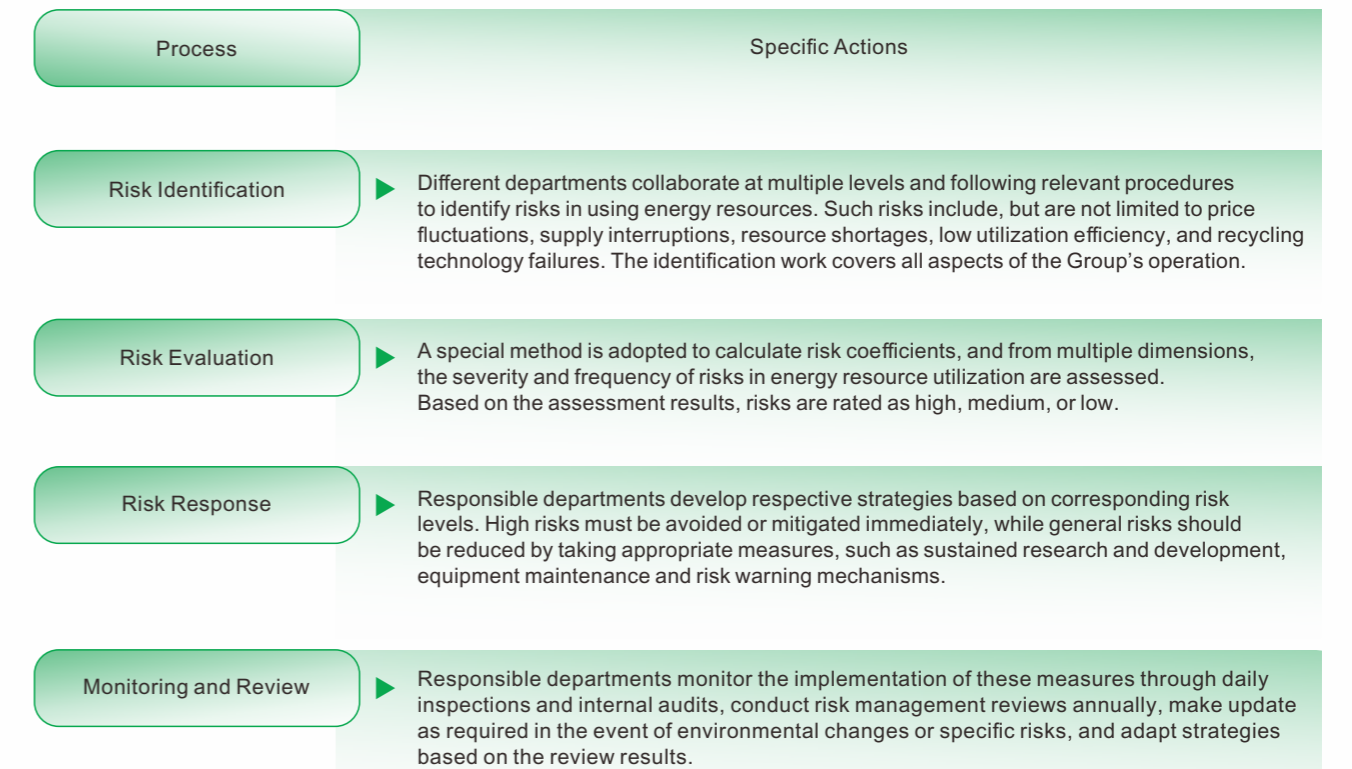 Process
Specific Actions
Risk Identification
Different departments collaborate at multiple levels and following relevant procedures
to identify risks in using energy resources. Such risks include, but are not limited to price
fluctuations, supply interruptions, resource shortages, low utilization efficiency, and recycling
technology failures. The identification work covers all aspects of the Group’s operation.
Risk Evaluation
A special method is adopted to calculate risk coefficients, and from multiple dimensions,
the severity and frequency of risks in energy resource utilization are assessed.
Based on the assessment results, risks are rated as high, medium, or low.
Risk Response
Responsible departments develop respective strategies based on corresponding risk
levels. High risks must be avoided or mitigated immediately, while general risks should
be reduced by taking appropriate measures, such as sustained research and development,
equipment maintenance and risk warning mechanisms.
Monitoring and Review
Responsible departments monitor the implementation of these measures through daily
inspections and internal audits, conduct risk management reviews annually, make update
as required in the event of environmental changes or specific risks, and adapt strategies
based on the review results.